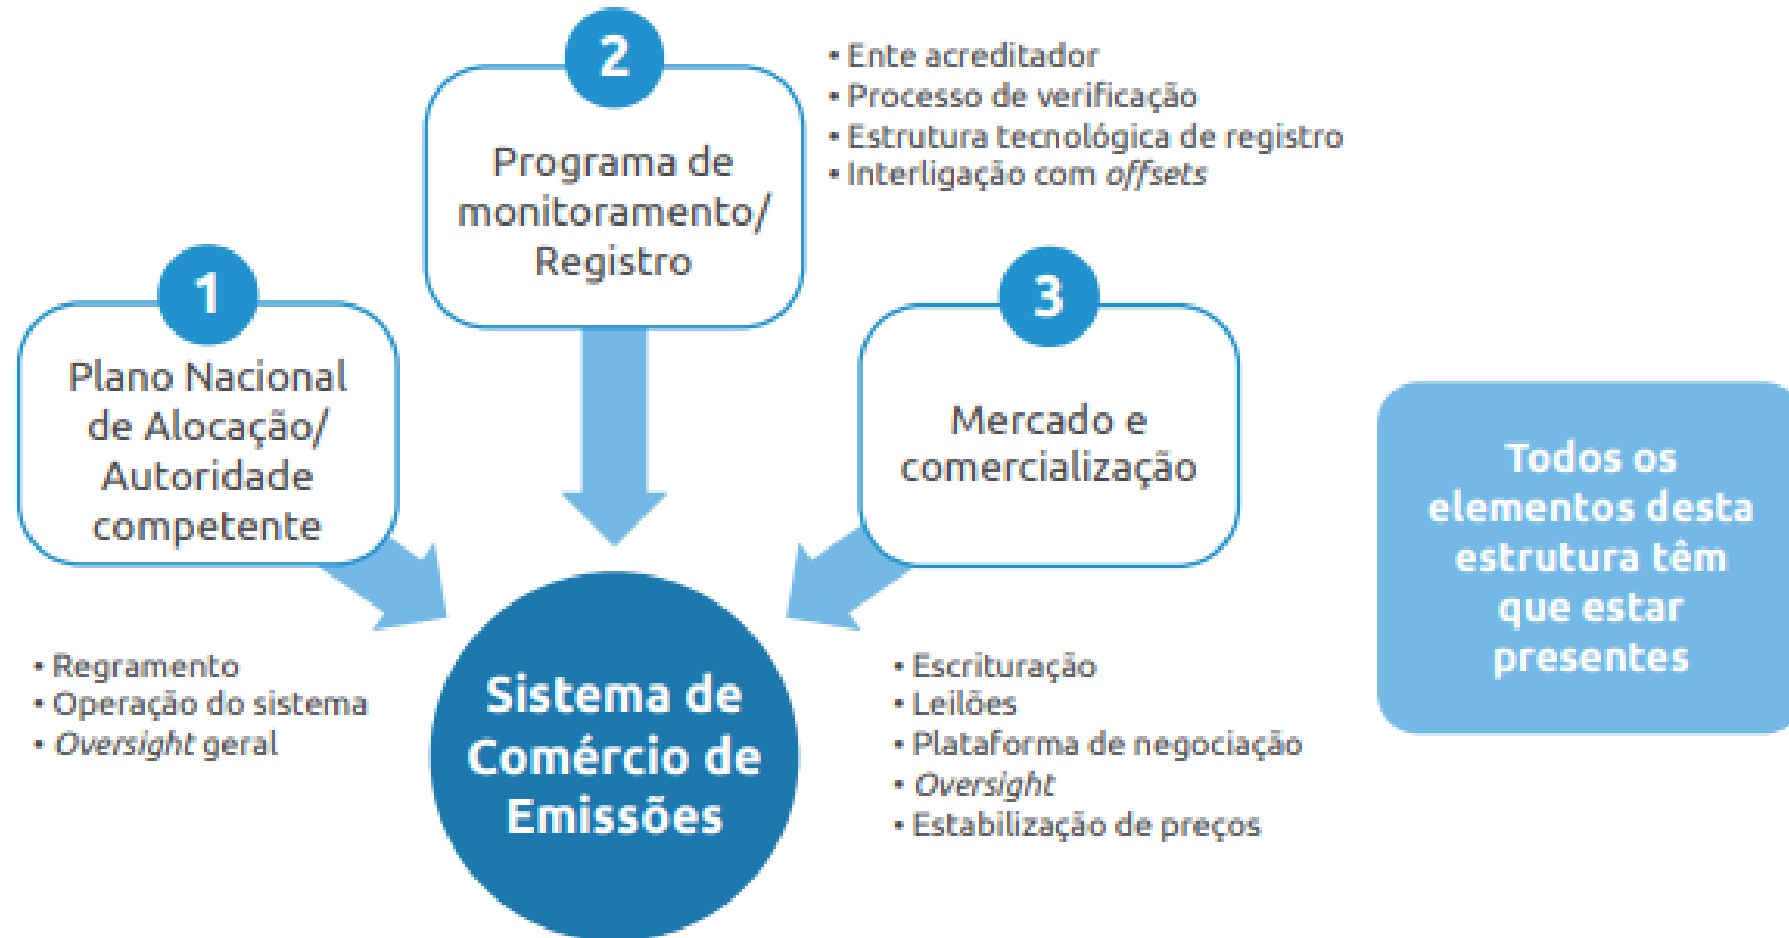 1
Plano Nacional
de Alocação/
Autoridade
competente
• Regramento
• Operação do sistema
• Oversight geral
2
Programa de
monitoramento/
Registro
• Ente acreditador
• Processo de verificação
• Estrutura tecnológica de registro
• Interligação com offsets
3
Mercado e
comercialização
• Escrituração
• Leilões
• Plataforma de negociação
• Oversight
• Estabilização de preços
Sistema de
Comércio de
Emissões
Todos os
elementos desta
estrutura têm
que estar
presentes